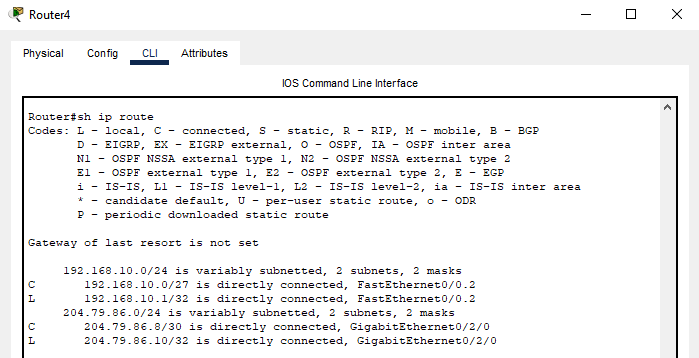 Router4
Physical Config CLI Attributes
IOS Command Line Interface
Router#sh ip route
Codes: L - local, C - connected, S - static, R - RIP, M - mobile, B - BGP
       D - EIGRP, EX - EIGRP external, O - OSPF, IA - OSPF inter area
       N1 - OSPF NSSA external type 1, N2 - OSPF NSSA external type 2
       E1 - OSPF external type 1, E2 - OSPF external type 2, E - EGP
       i - IS-IS, L1 - IS-IS level-1, L2 - IS-IS level-2, ia - IS-IS inter area
       * - candidate default, U - per-user static route, o - ODR
       P - periodic downloaded static route
Gateway of last resort is not set
     192.168.10.0/24 is variably subnetted, 2 subnets, 2 masks
C       192.168.10.0/27 is directly connected, FastEthernet0/0.2
L       192.168.10.1/32 is directly connected, FastEthernet0/0.2
     204.79.86.0/24 is variably subnetted, 2 subnets, 2 masks
C       204.79.86.8/30 is directly connected, GigabitEthernet0/2/0
L       204.79.86.10/32 is directly connected, GigabitEthernet0/2/0